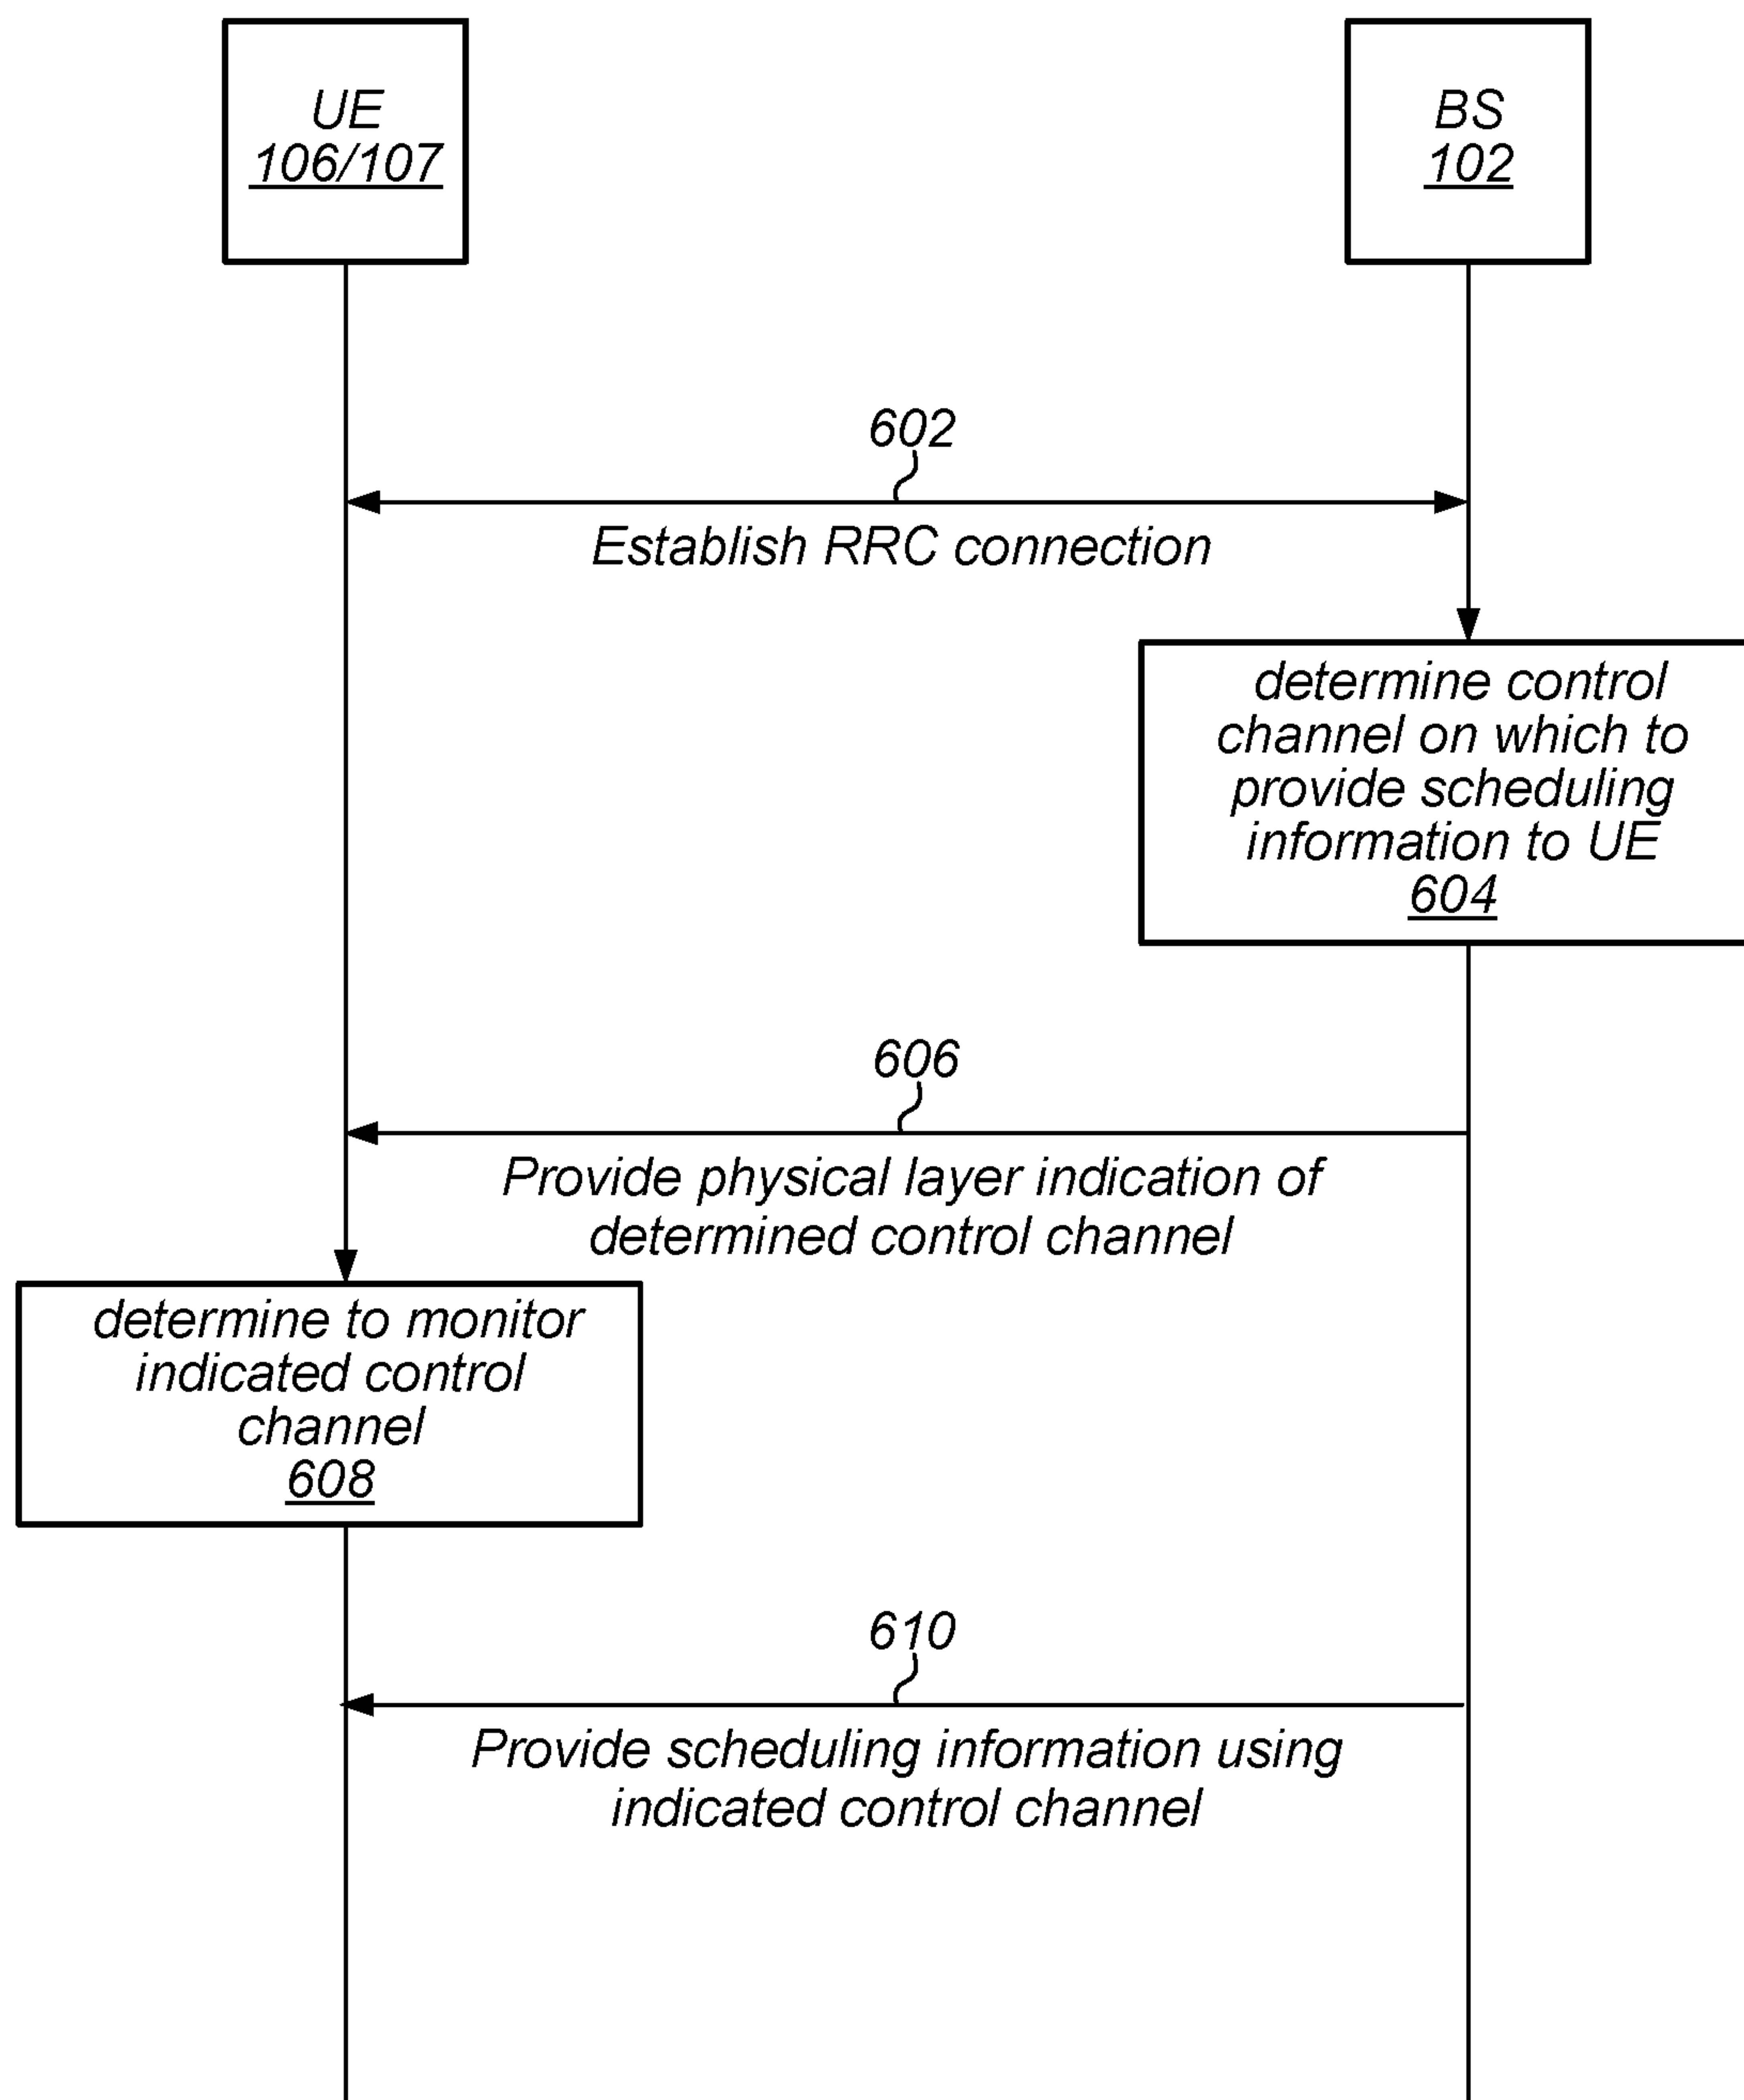 UE
106/107
BS
102
602
Establish RRC connection
determine control
channel on which to
provide scheduling
information to UE
604
606
Provide physical layer indication of
determined control channel
determine to monitor
indicated control
channel
608
610
Provide scheduling information using
indicated control channel